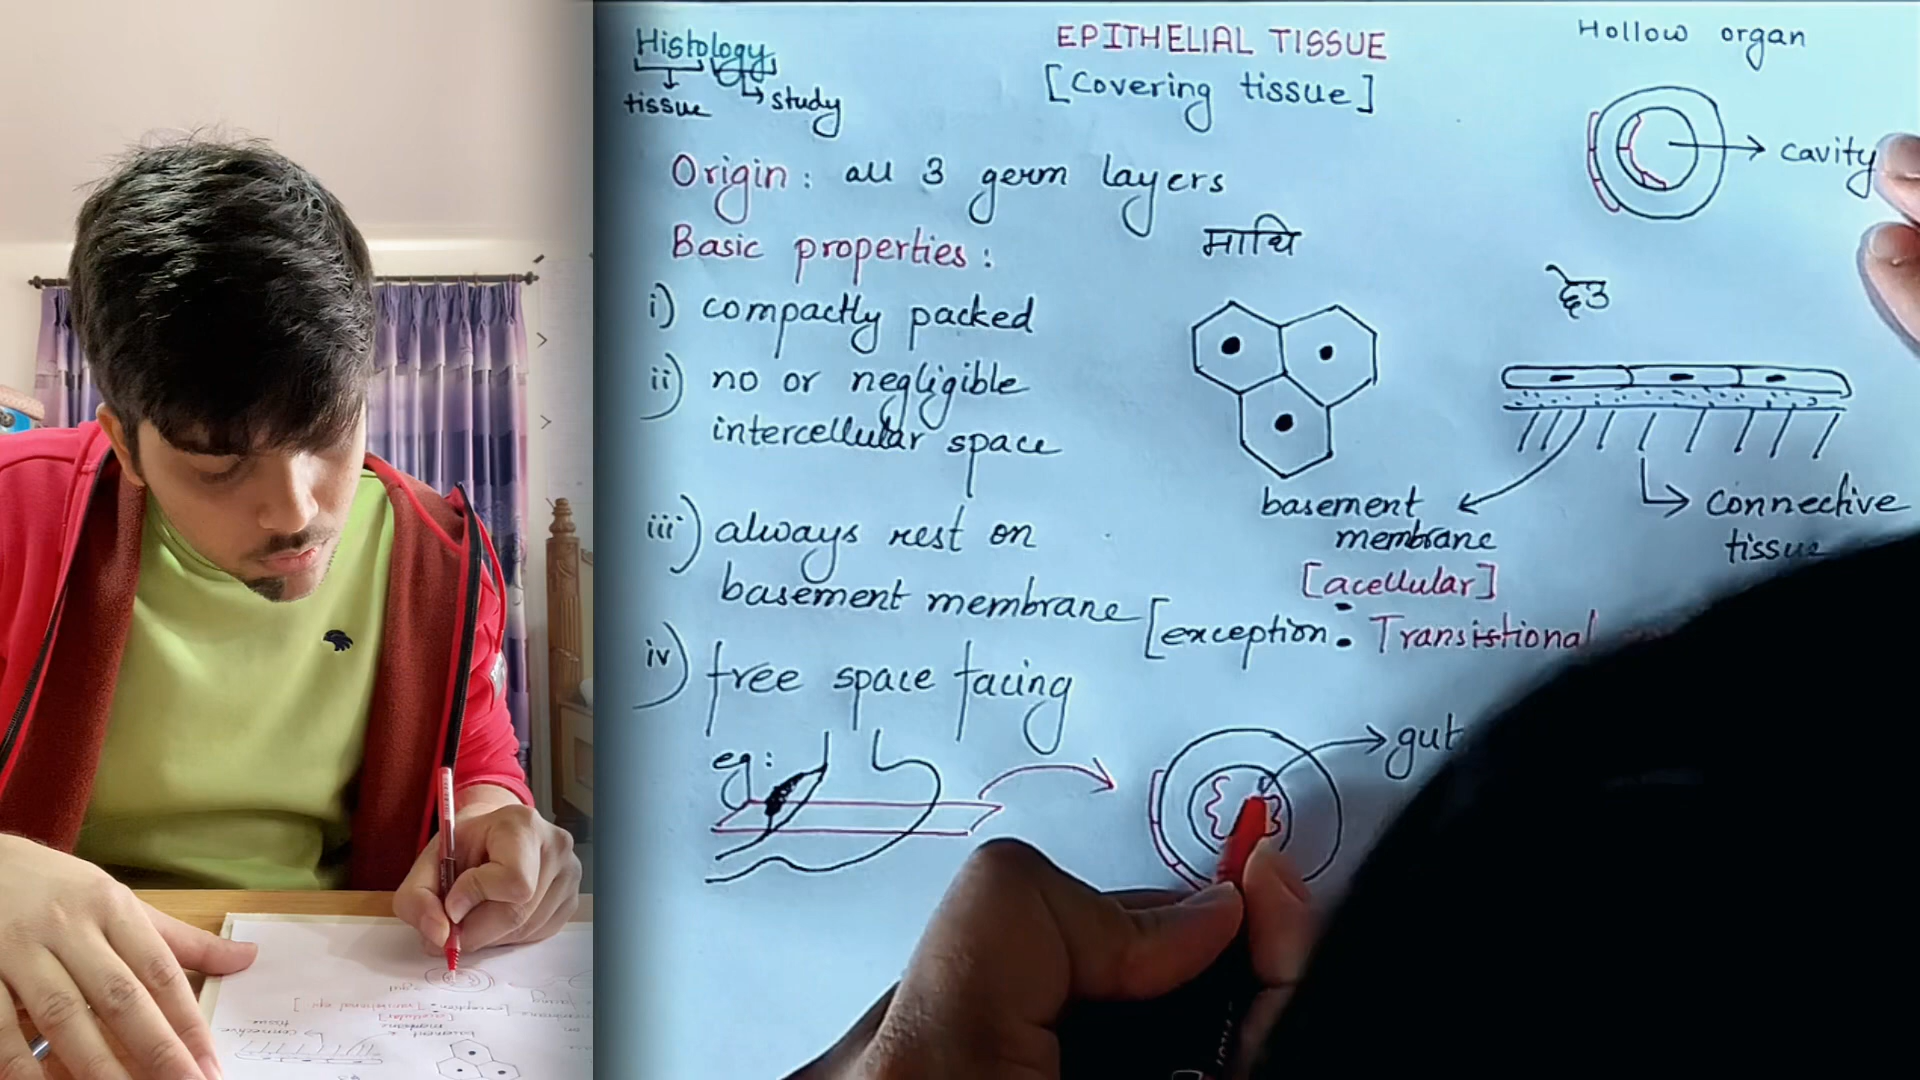 Histology
tissue
study
EPITHELIAL TISSUE
[Covering tissue]
Hollow organ
cavity
Origin: all 3 germ layers
Basic properties:
माथि
देउ
i) compactly packed
ii) no or negligible
intercellular space
basement
membrane
[acellular]
connective
tissue
iii) always rest on
basement membrane [exception: Transistional
iv) free space facing
eg:
gut